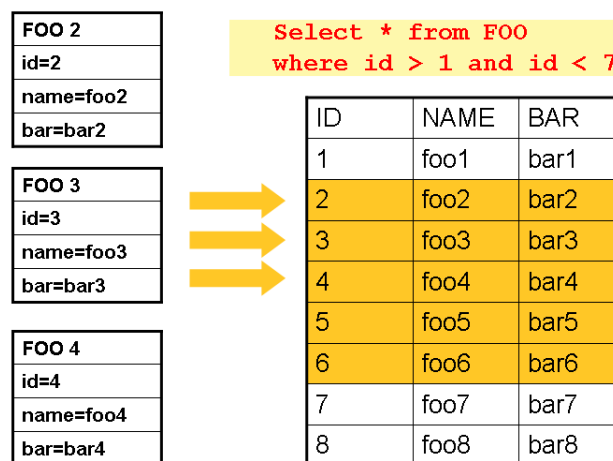 FOO 2
id=2
name=foo2
bar=bar2
FOO 3
id=3
name=foo3
bar=bar3
FOO 4
id=4
name=foo4
bar=bar4
Select * from FOO
where id > 1 and id < 7
ID NAME BAR
1 foo1 bar1
2 foo2 bar2
3 foo3 bar3
4 foo4 bar4
5 foo5 bar5
6 foo6 bar6
7 foo7 bar7
8 foo8 bar8